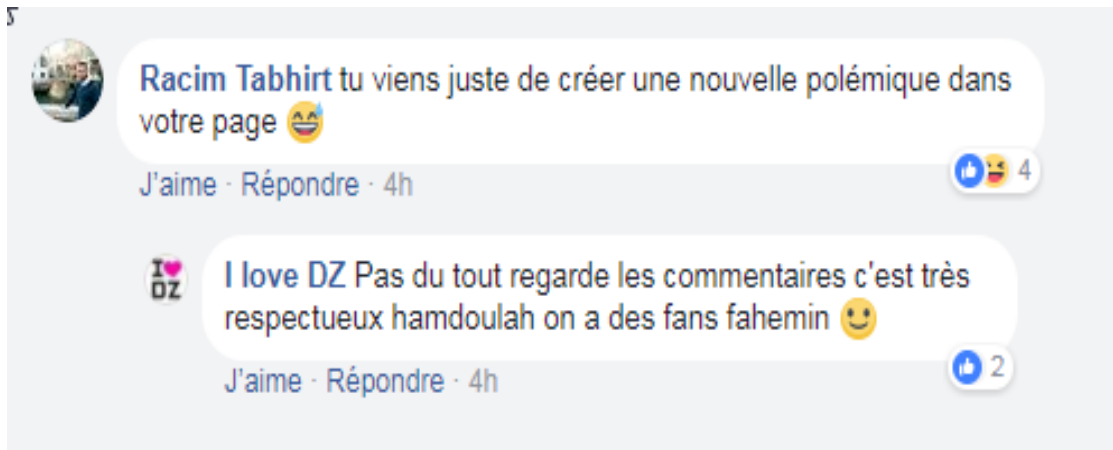 Racim Tabhirt tu viens juste de créer une nouvelle polémique dans
votre page 😅
J'aime · Répondre · 4h
4
I ♥
DZ
I love DZ Pas du tout regarde les commentaires c'est très
respectueux hamdoulah on a des fans fahemin 🙂
J'aime · Répondre · 4h
2